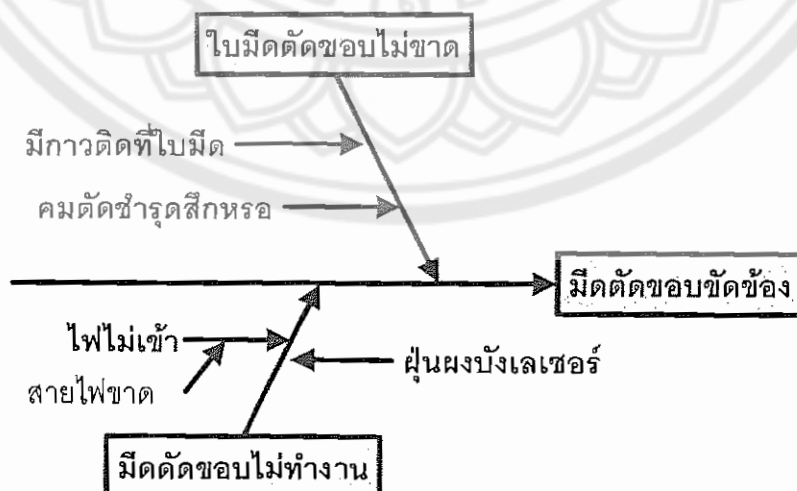 ใบมีดตัดขอบไม่ขาด
มีกาวติดที่ใบมีด
คมตัดชำรุดสึกหรอ
มีดตัดขอบขัดข้อง
ไฟไม่เข้า
ฝุ่นผงบังเลเซอร์
สายไฟขาด
มีดตัดขอบไม่ทำงาน